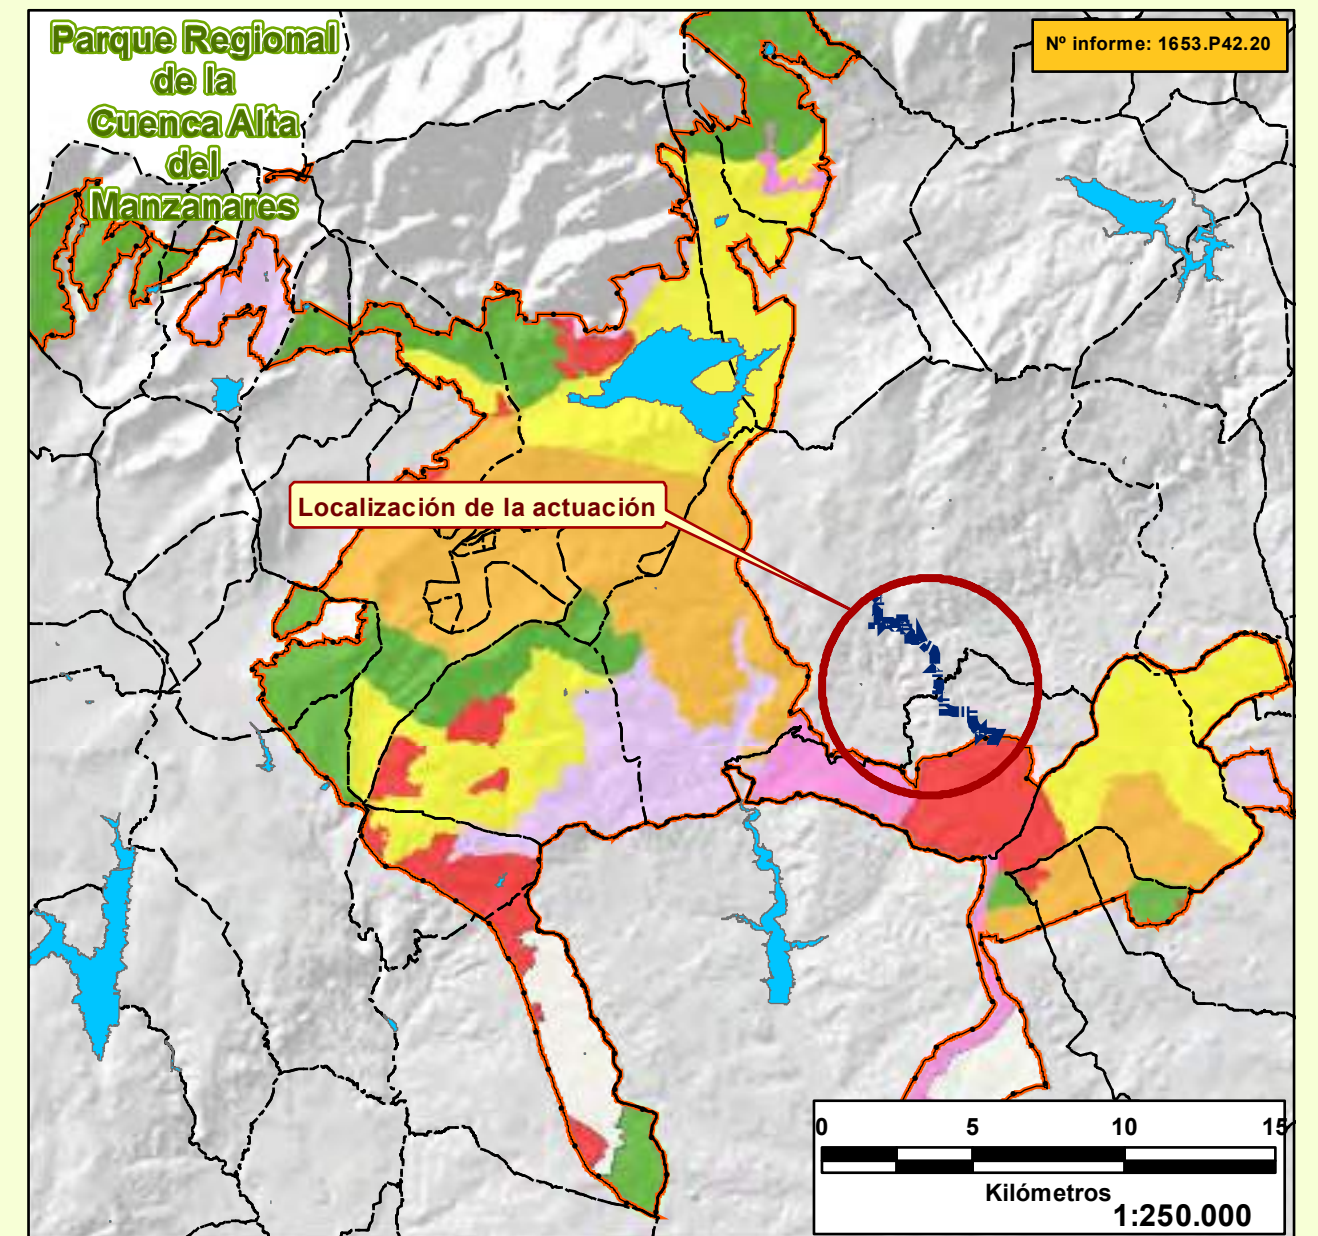 Parque Regional
de la
Cuenca Alta
del
Manzanares
Nº informe: 1653.P42.20
Localización de la actuación
0 5 10 15
Kilómetros
1:250.000